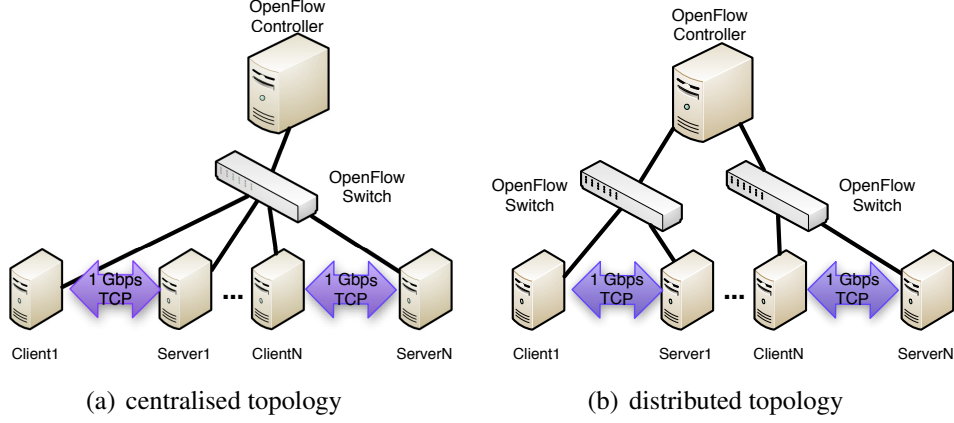 OpenFlow
Controller
OpenFlow
Switch
1 Gbps
TCP
1 Gbps
TCP
...
Client1
Server1
ClientN
ServerN
(a) centralised topology
OpenFlow
Controller
OpenFlow
Switch
OpenFlow
Switch
1 Gbps
TCP
1 Gbps
TCP
...
Client1
Server1
ClientN
ServerN
(b) distributed topology